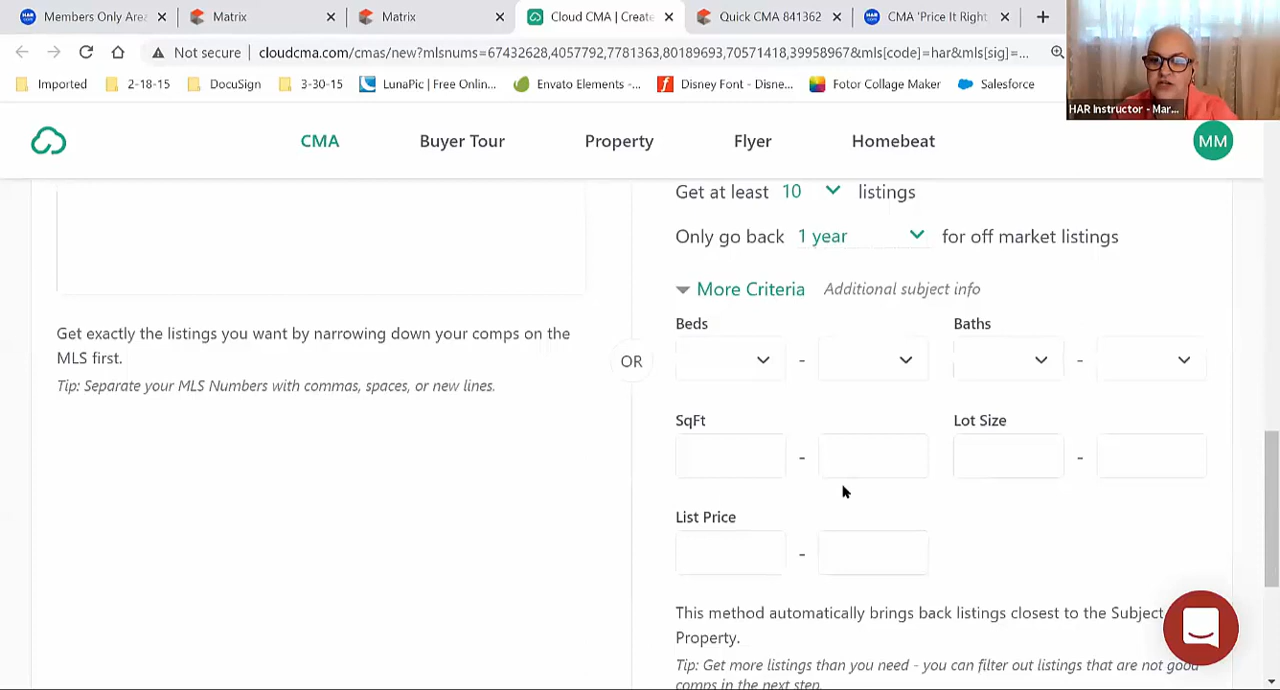 Members Only Area
Matrix
Matrix
Cloud CMA | Create
Quick CMA 841362
CMA 'Price It Right
Not secure
cloudcma.com/cmas/new?mlsnums=67432628,4057792,7781363,80189693,70571418,39958967&mls[code]=har&mls[sig]=...
Imported
2-18-15
DocuSign
3-30-15
LunaPic | Free Onlin...
Envato Elements -...
Disney Font - Disne...
Fotor Collage Maker
Salesforce
HAR Instructor - Mar...
CMA
Buyer Tour
Property
Flyer
Homebeat
MM
Get at least 10 listings
Only go back 1 year for off market listings
More Criteria Additional subject info
Beds
Baths
Get exactly the listings you want by narrowing down your comps on the
MLS first.
Tip: Separate your MLS Numbers with commas, spaces, or new lines.
OR
- -
SqFt
Lot Size
- -
List Price
-
This method automatically brings back listings closest to the Subject
Property.
Tip: Get more listings than you need - you can filter out listings that are not good
comps in the next step.